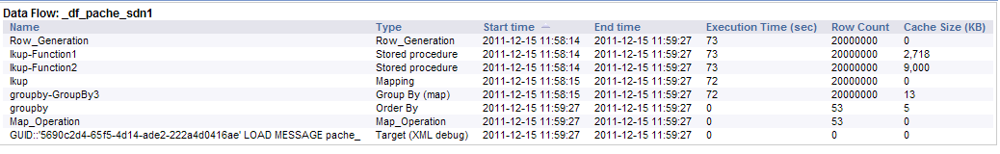 Data Flow: _df_pache_sdn1
Name Type Start time End time Execution Time (sec) Row Count Cache Size (KB)
Row_Generation Row_Generation 2011-12-15 11:58:14 2011-12-15 11:59:27 73 20000000 0
lkup-Function1 Stored procedure 2011-12-15 11:58:14 2011-12-15 11:59:27 73 20000000 2,718
lkup-Function2 Stored procedure 2011-12-15 11:58:14 2011-12-15 11:59:27 73 20000000 9,000
lkup Mapping 2011-12-15 11:58:15 2011-12-15 11:59:27 72 20000000 0
groupby-GroupBy3 Group By (map) 2011-12-15 11:58:15 2011-12-15 11:59:27 72 20000000 13
groupby Order By 2011-12-15 11:59:27 2011-12-15 11:59:27 0 53 5
Map_Operation Map_Operation 2011-12-15 11:59:27 2011-12-15 11:59:27 0 53 0
GUID::'5690c2d4-65f5-4d14-ade2-222a4d0416ae' LOAD MESSAGE pache_ Target (XML debug) 2011-12-15 11:59:27 2011-12-15 11:59:27 0 0 0